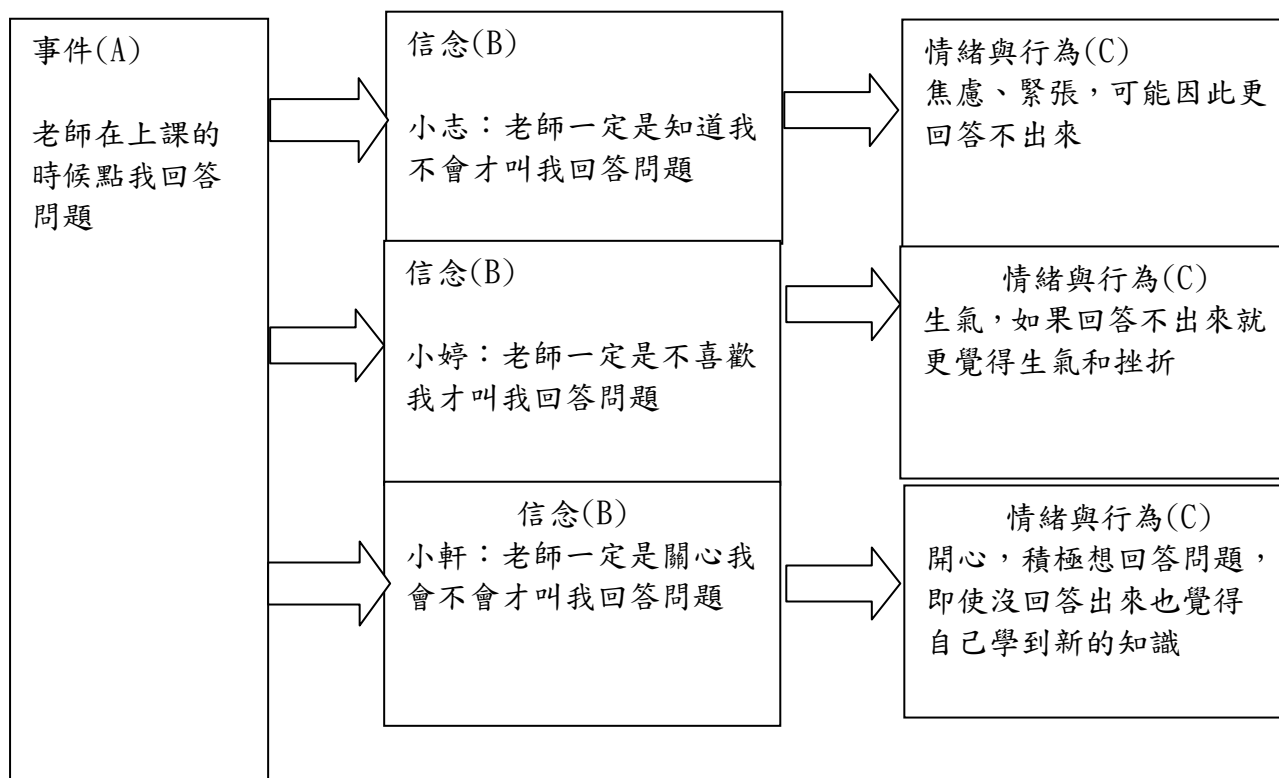 事件(A)
老師在上課的
時候點我回答
問題
信念(B)
小志：老師一定是知道我
不會才叫我回答問題
情緒與行為(C)
焦慮、緊張，可能因此更
回答不出來
信念(B)
小婷：老師一定是不喜歡
我才叫我回答問題
情緒與行為(C)
生氣，如果回答不出來就
更覺得生氣和挫折
信念(B)
小軒：老師一定是關心我
會不會才叫我回答問題
情緒與行為(C)
開心，積極想回答問題，
即使沒回答出來也覺得
自己學到新的知識